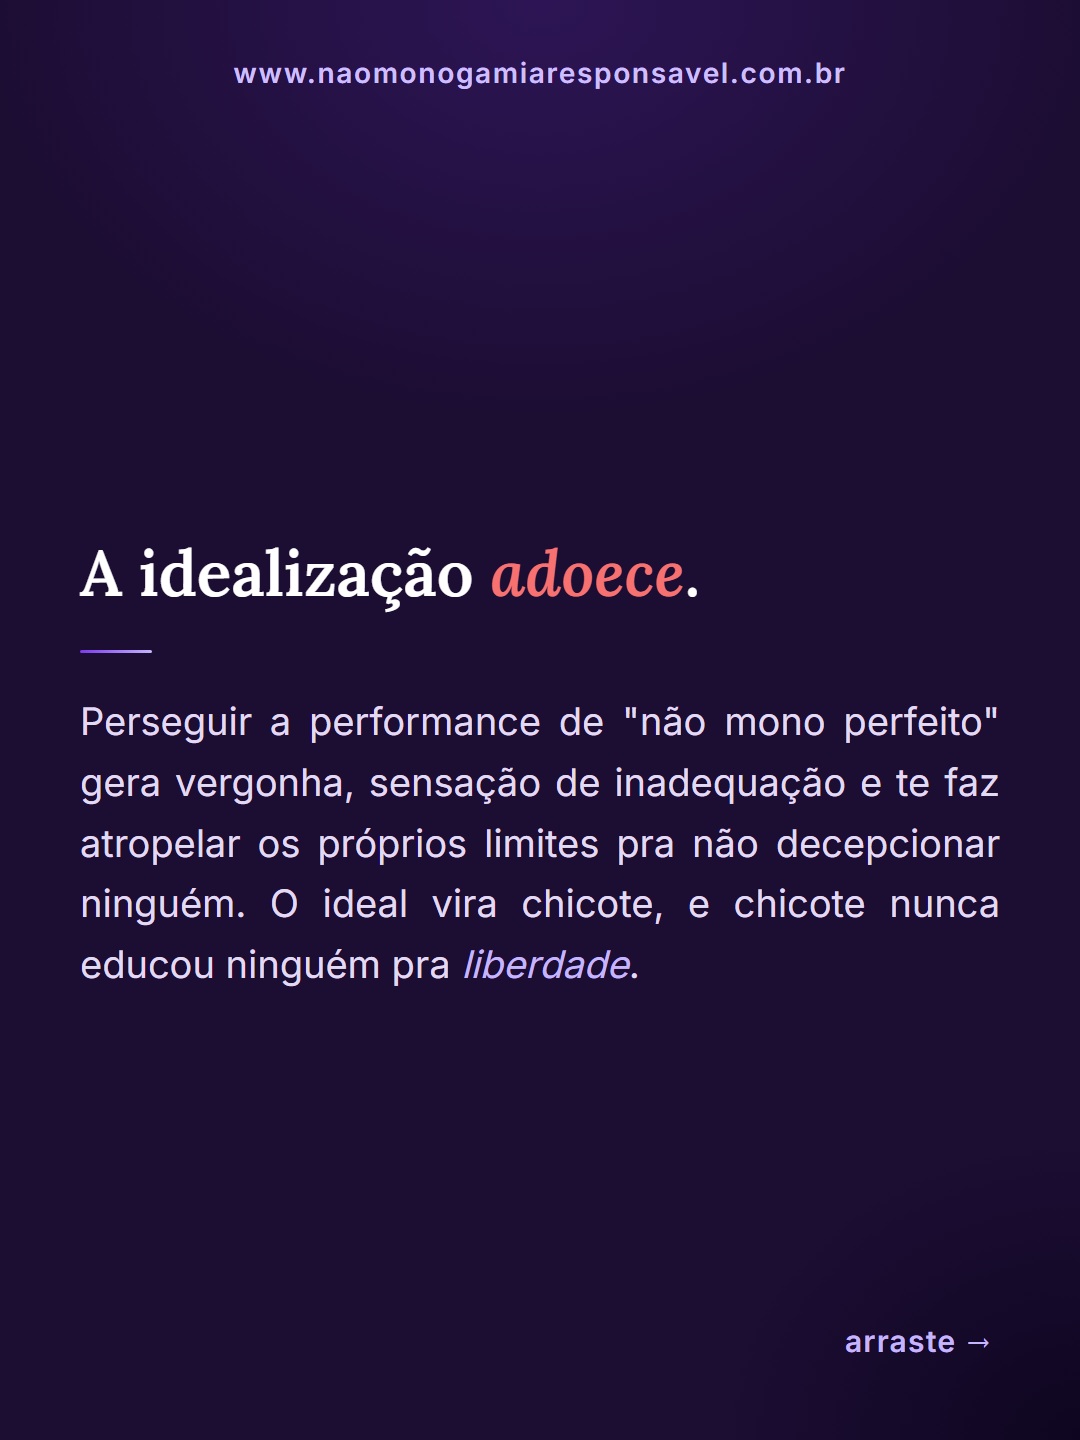 www.naomonogamiaresponsavel.com.br
A idealização adoece.
Perseguir a performance de "não mono perfeito"
gera vergonha, sensação de inadequação e te faz
atropelar os próprios limites pra não decepcionar
ninguém. O ideal vira chicote, e chicote nunca
educou ninguém pra liberdade.
arraste →